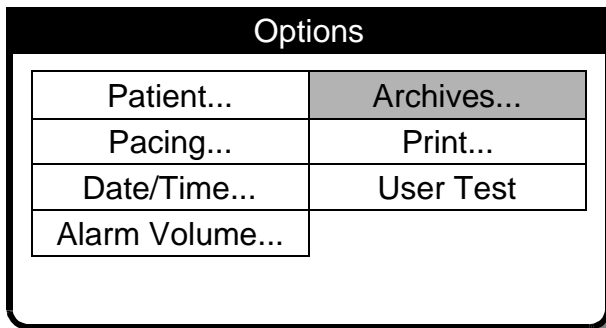 Options
Patient... Archives...
Pacing... Print...
Date/Time... User Test
Alarm Volume...